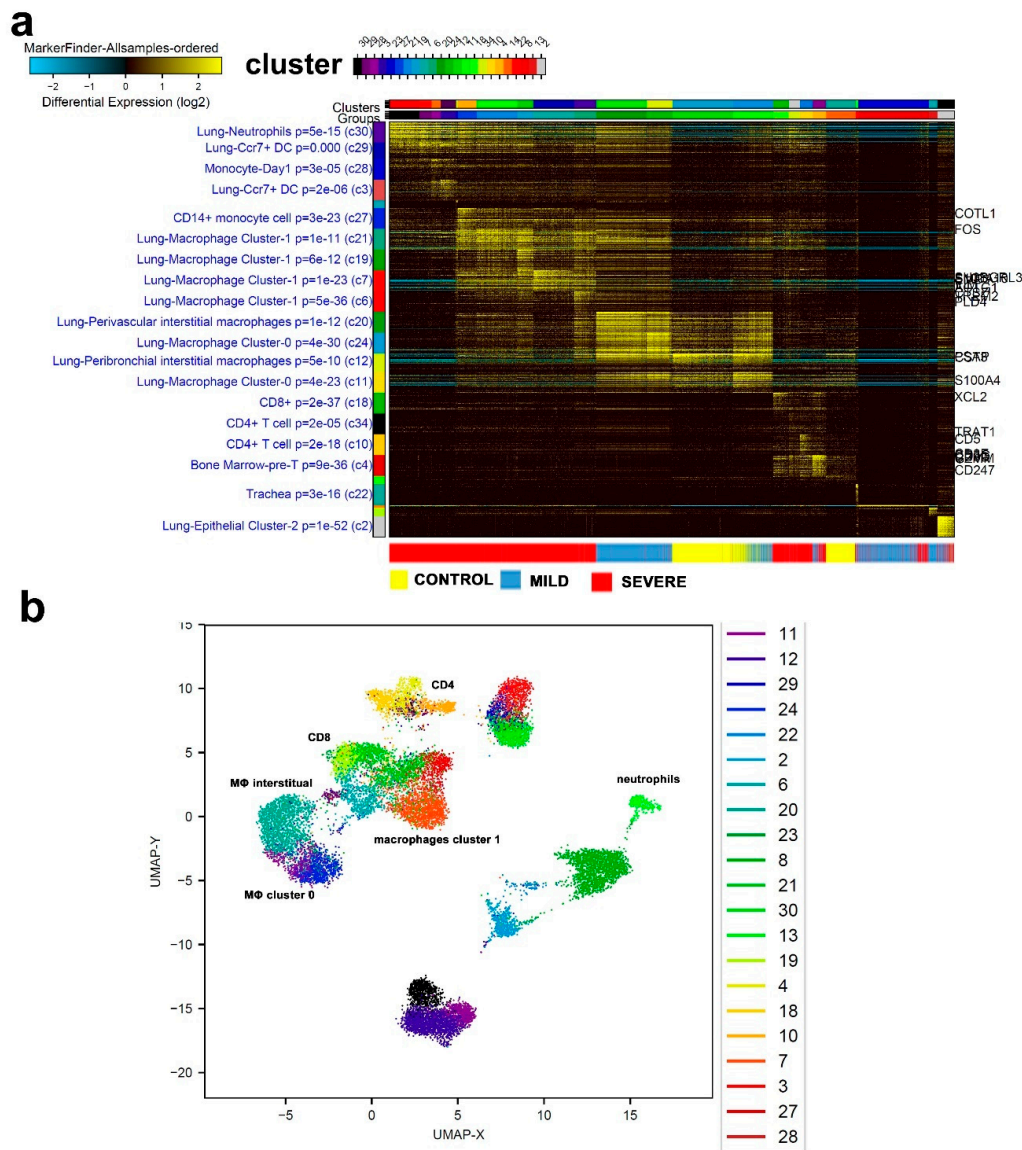 a
MarkerFinder-Allsamples-ordered
−2 −1 0 1 2
Differential Expression (log2)
cluster
Clusters
Groups
Lung-Neutrophils p=5e-15 (c30)
Lung-Ccr7+ DC p=0.000 (c29)
Monocyte-Day1 p=3e-05 (c28)
Lung-Ccr7+ DC p=2e-06 (c3)
CD14+ monocyte cell p=3e-23 (c27)
Lung-Macrophage Cluster-1 p=1e-11 (c21)
Lung-Macrophage Cluster-1 p=6e-12 (c19)
Lung-Macrophage Cluster-1 p=1e-23 (c7)
Lung-Macrophage Cluster-1 p=5e-36 (c6)
Lung-Perivascular interstitial macrophages p=1e-12 (c20)
Lung-Macrophage Cluster-0 p=4e-30 (c24)
Lung-Peribronchial interstitial macrophages p=5e-10 (c12)
Lung-Macrophage Cluster-0 p=4e-23 (c11)
CD8+ p=2e-37 (c18)
CD4+ T cell p=2e-05 (c34)
CD4+ T cell p=2e-18 (c10)
Bone Marrow-pre-T p=9e-36 (c4)
Trachea p=3e-16 (c22)
Lung-Epithelial Cluster-2 p=1e-52 (c2)
COTL1
FOS
PLD4
S100A4
XCL2
TRAT1
CD5
CD247
CONTROL MILD SEVERE
b
15
10
5
0
−5
−10
−15
−20
UMAP-Y
−5 0 5 10 15
UMAP-X
CD4
CD8
MΦ interstitual
macrophages cluster 1
MΦ cluster 0
neutrophils
11
12
29
24
22
2
6
20
23
8
21
30
13
19
4
18
10
7
3
27
28